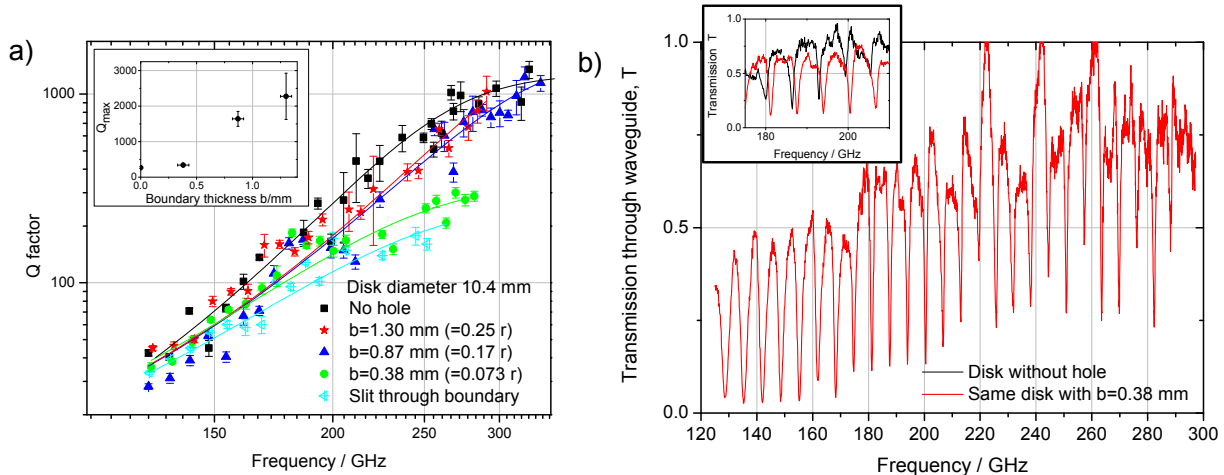 a)
Q factor
1000
100
150
200
250
300
Frequency / GHz
Q max
3000
2000
1000
0
0.0
0.5
1.0
Boundary thickness b/mm
Disk diameter 10.4 mm
No hole
b=1.30 mm (=0.25 r)
b=0.87 mm (=0.17 r)
b=0.38 mm (=0.073 r)
Slit through boundary
b)
Transmission through waveguide, T
1.0
0.5
0.0
120
140
160
180
200
220
240
260
280
300
Frequency / GHz
Transmission T
1.0
0.5
0.0
180
200
Frequency / GHz
Disk without hole
Same disk with b=0.38 mm